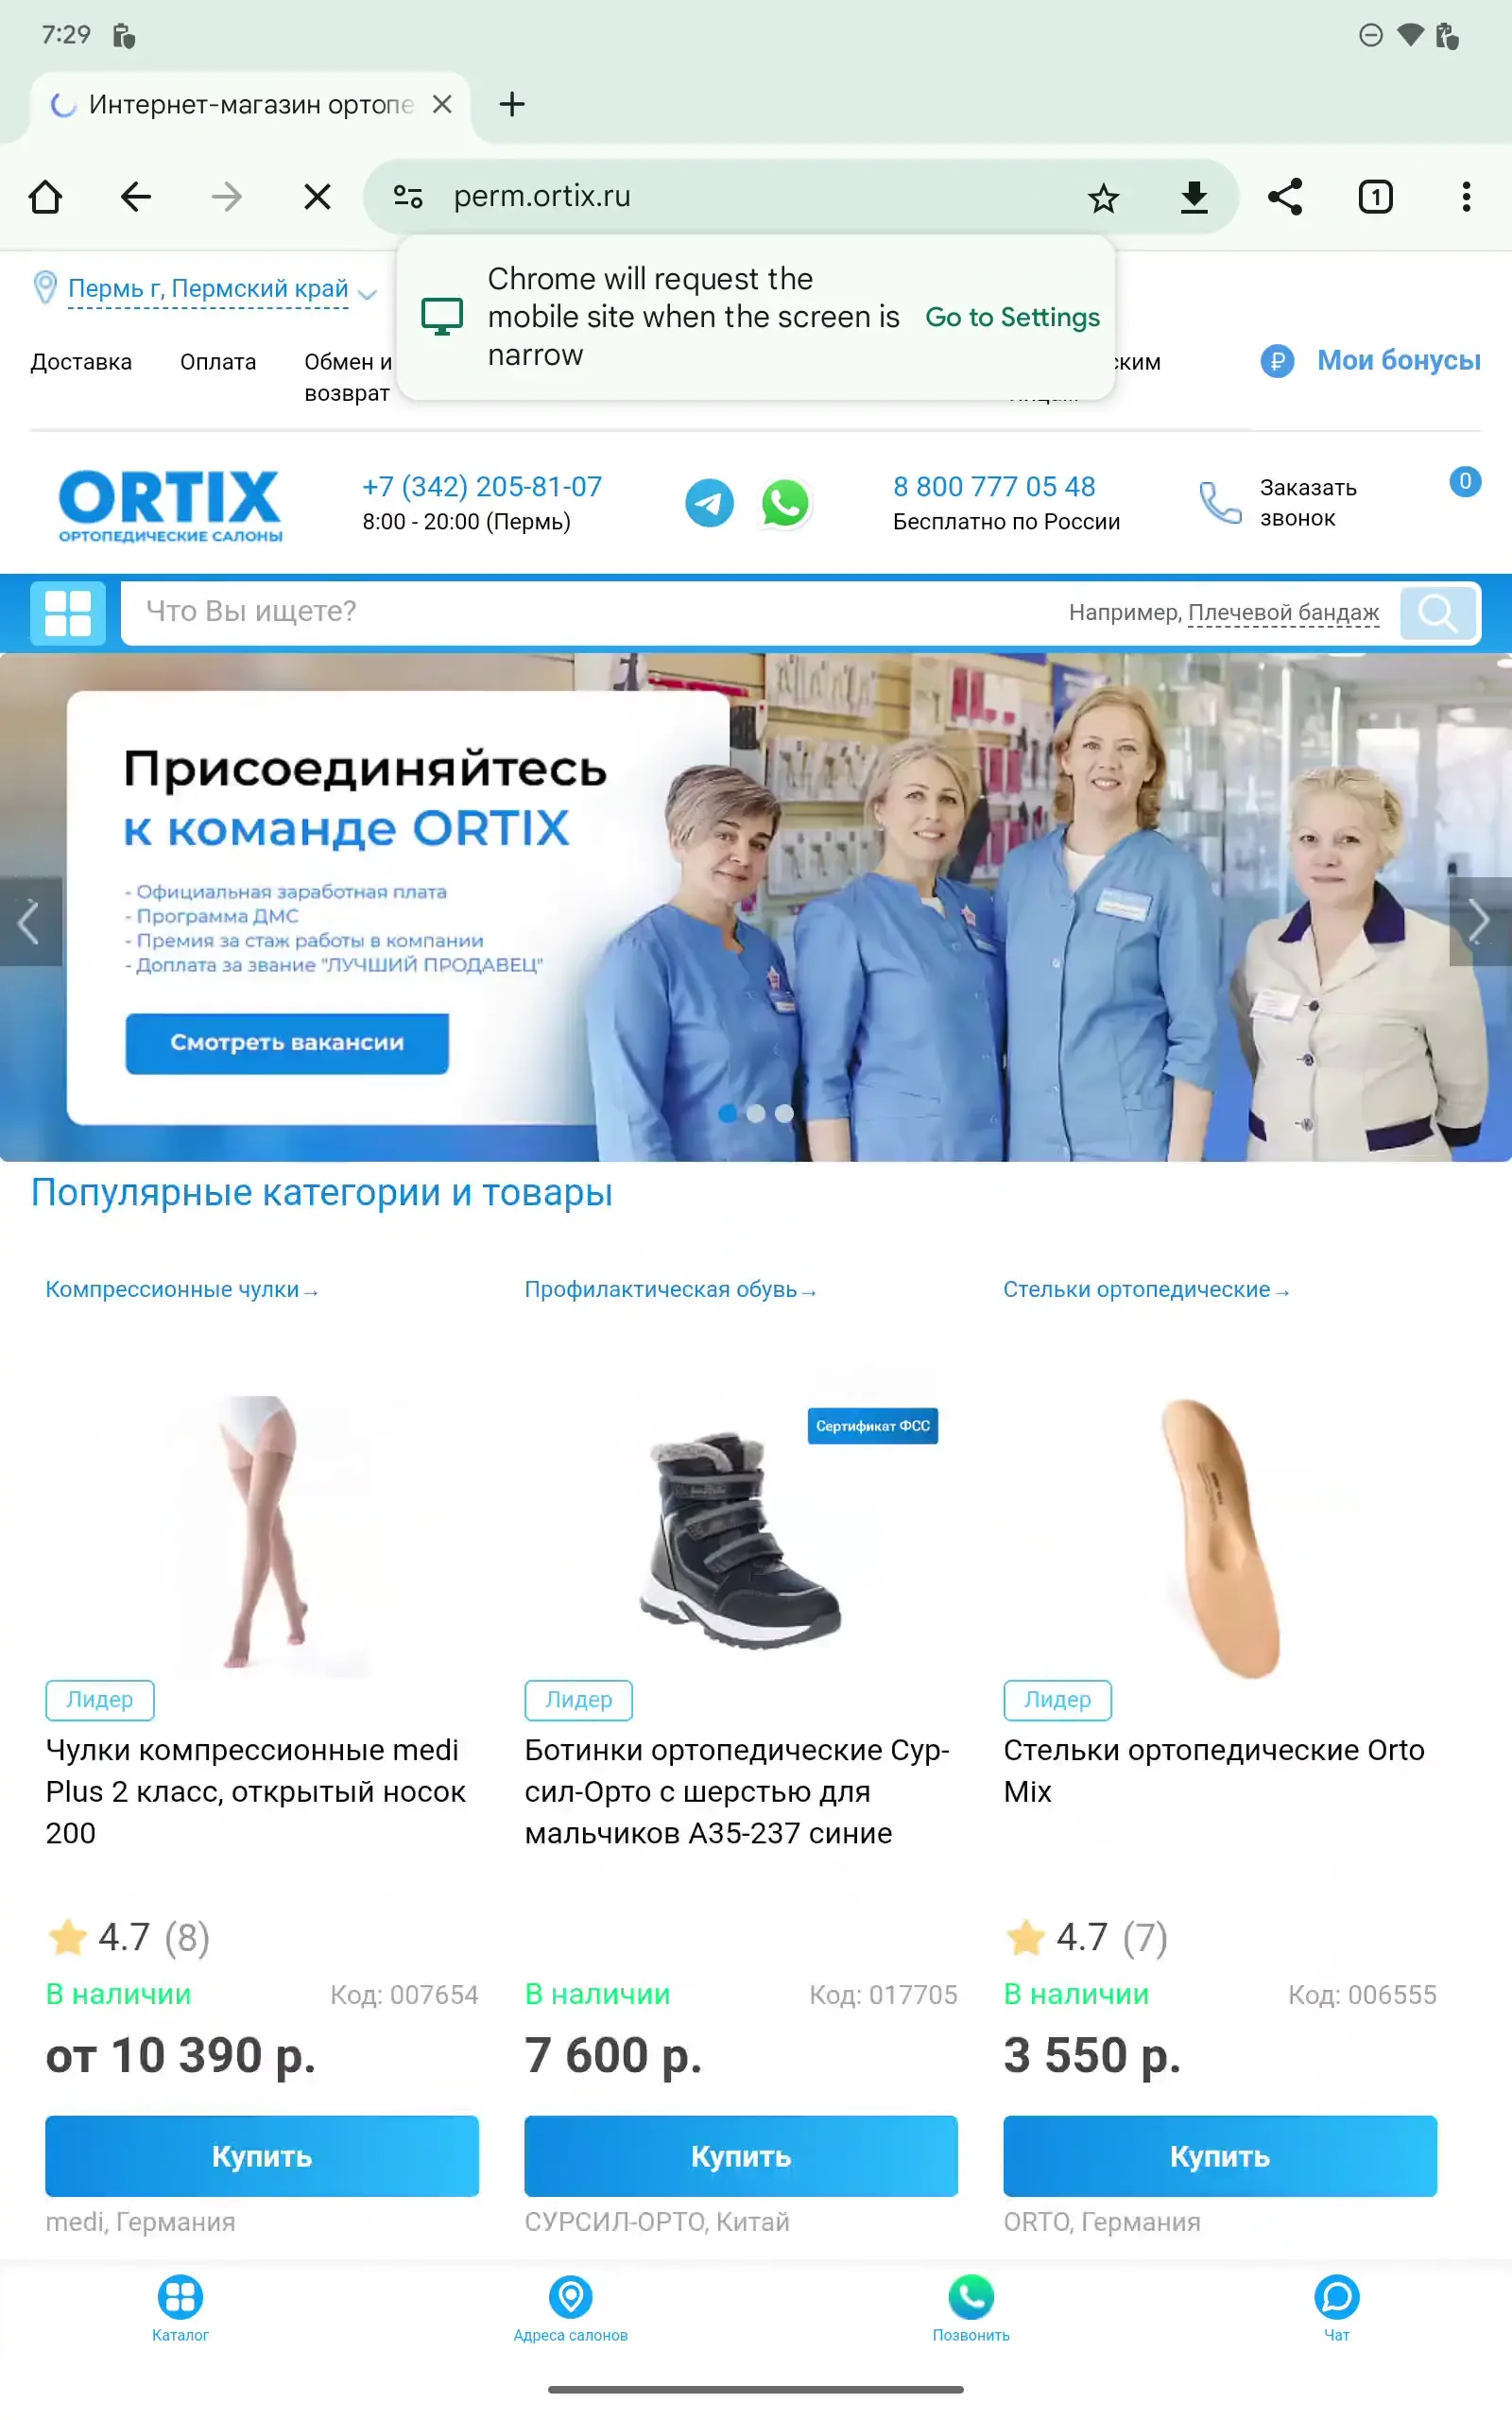 7:29
Интернет-магазин ортопе
perm.ortix.ru
1
Chrome will request the
mobile site when the screen is
narrow
Go to Settings
Пермь г, Пермский край
Доставка
Оплата
Обмен и
возврат
Мои бонусы
ORTIX
ОРТОПЕДИЧЕСКИЕ САЛОНЫ
+7 (342) 205-81-07
8:00 - 20:00 (Пермь)
8 800 777 05 48
Бесплатно по России
Заказать
звонок
0
Что Вы ищете?
Например, Плечевой бандаж
Присоединяйтесь
к команде ORTIX
- Официальная заработная плата
- Программа ДМС
- Премия за стаж работы в компании
- Доплата за звание "ЛУЧШИЙ ПРОДАВЕЦ"
Смотреть вакансии
Популярные категории и товары
Компрессионные чулки→
Профилактическая обувь→
Стельки ортопедические→
Сертификат ФСС
Лидер
Лидер
Лидер
Чулки компрессионные medi
Plus 2 класс, открытый носок
200
Ботинки ортопедические Сур-
сил-Орто с шерстью для
мальчиков А35-237 синие
Стельки ортопедические Orto
Mix
4.7 (8)
4.7 (7)
В наличии
Код: 007654
В наличии
Код: 017705
В наличии
Код: 006555
от 10 390 р.
7 600 р.
3 550 р.
Купить
Купить
Купить
medi, Германия
СУРСИЛ-ОРТО, Китай
ORTO, Германия
Каталог
Адреса салонов
Позвонить
Чат